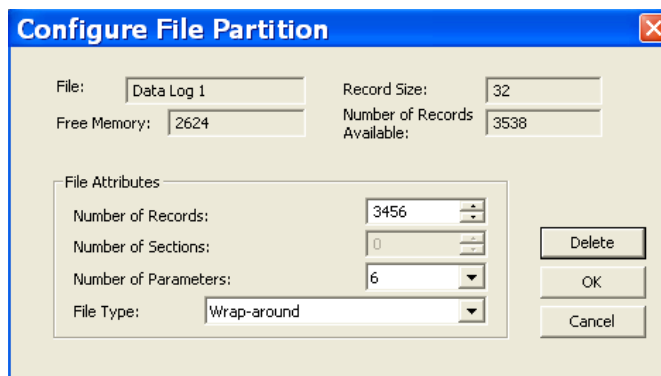 Configure File Partition
File: Data Log 1 Record Size: 32
Free Memory: 2624 Number of Records Available: 3538
File Attributes
Number of Records: 3456
Number of Sections: 0
Number of Parameters: 6
File Type: Wrap-around
Delete
OK
Cancel